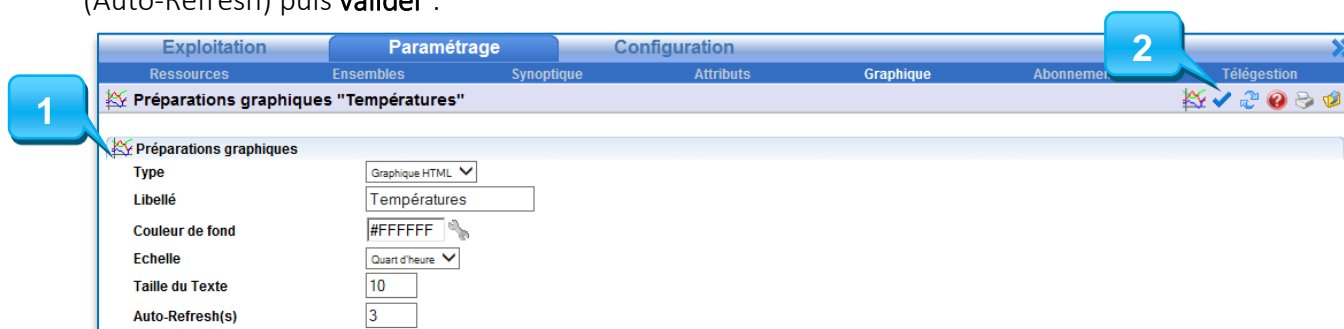 (Auto-Refresh) puis valider :
2
Exploitation Paramétrage Configuration
Ressources Ensembles Synoptique Attributs Graphique Abonnemen Télégestion
1
Préparations graphiques "Températures"
Préparations graphiques
Type Graphique HTML
Libellé Températures
Couleur de fond #FFFFFF
Echelle Quart d'heure
Taille du Texte 10
Auto-Refresh(s) 3